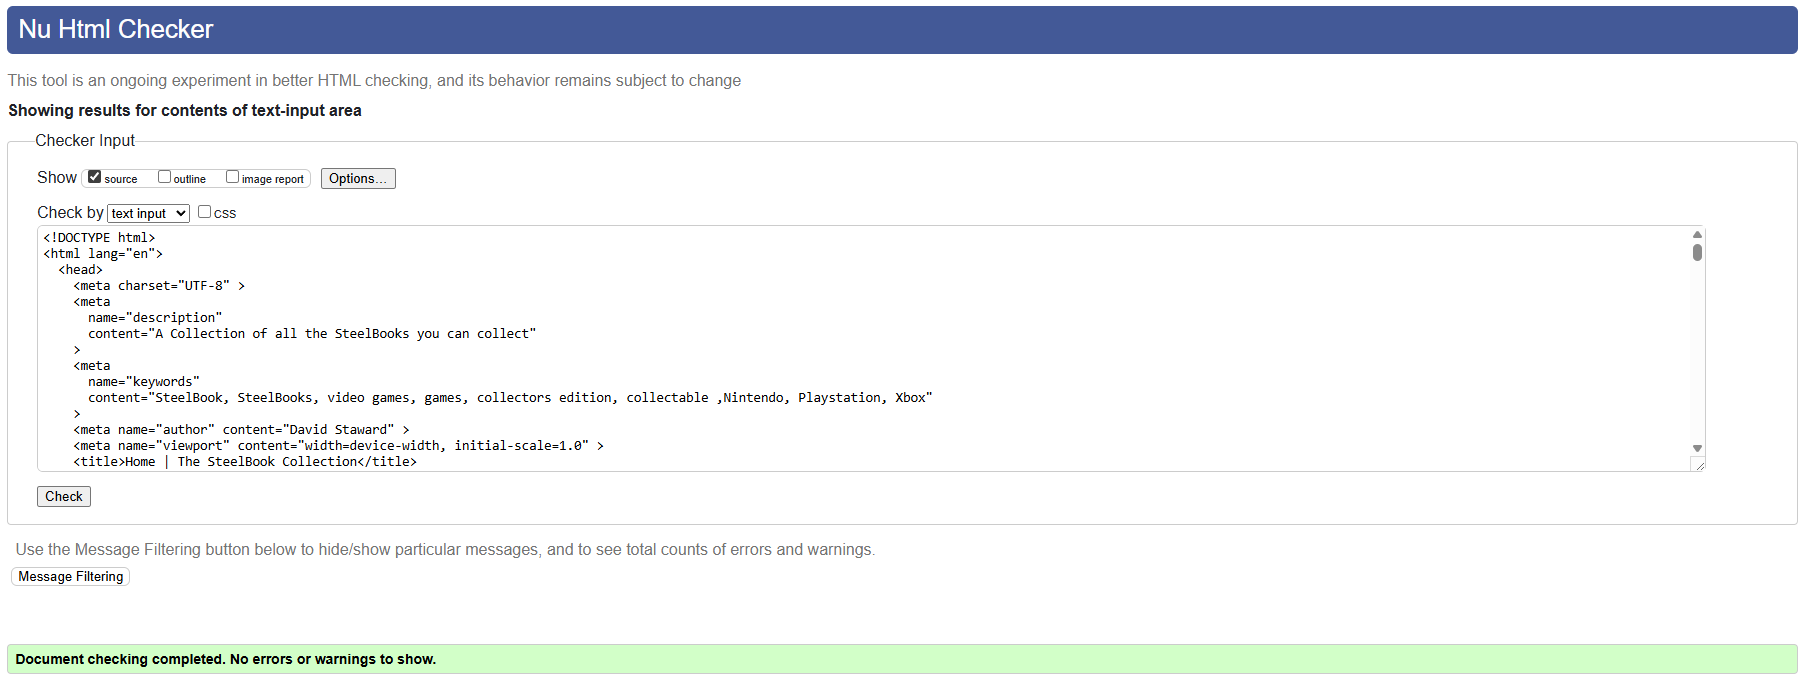 Nu Html Checker
This tool is an ongoing experiment in better HTML checking, and its behavior remains subject to change
Showing results for contents of text-input area
Checker Input
Show source outline image report Options...
Check by text input css
<!DOCTYPE html>
<html lang="en">
<head>
<meta charset="UTF-8" >
<meta
name="description"
content="A Collection of all the SteelBooks you can collect"
>
<meta
name="keywords"
content="SteelBook, SteelBooks, video games, games, collectors edition, collectable ,Nintendo, Playstation, Xbox"
>
<meta name="author" content="David Staward" >
<meta name="viewport" content="width=device-width, initial-scale=1.0" >
<title>Home | The SteelBook Collection</title>
Check
Use the Message Filtering button below to hide/show particular messages, and to see total counts of errors and warnings.
Message Filtering
Document checking completed. No errors or warnings to show.